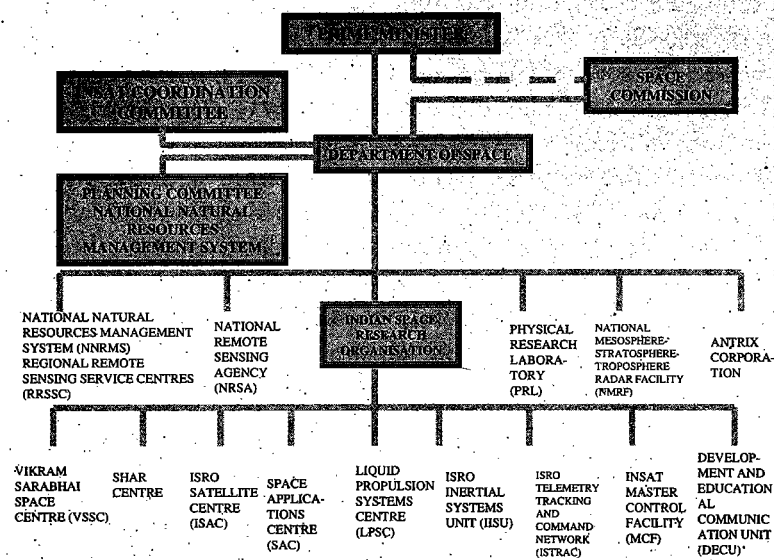 PRIME MINISTER
SPACE
COMMISSION
INSAT COORDINATION
COMMITTEE
DEPARTMENT OF SPACE
PLANNING COMMITTEE
NATIONAL NATURAL
RESOURCES
MANAGEMENT SYSTEM
NATIONAL NATURAL
RESOURCES MANAGEMENT
SYSTEM (NNRMS)
REGIONAL REMOTE
SENSING SERVICE CENTRES
(RRSSC)
NATIONAL
REMOTE
SENSING
AGENCY
(NRSA)
INDIAN SPACE
RESEARCH
ORGANISATION
PHYSICAL
RESEARCH
LABORA-
TORY
(PRL)
NATIONAL
MESOSPHERE-
STRATOSPHERE-
TROPOSPHERE
RADAR FACILITY
(NMRF)
ANTRIX
CORPORA-
TION
VIKRAM
SARABHAI
SPACE
CENTRE (VSSC)
SHAR
CENTRE
ISRO
SATELLITE
CENTRE
(ISAC)
SPACE
APPLICA-
TIONS
CENTRE
(SAC)
LIQUID
PROPULSION
SYSTEMS
CENTRE
(LPSC)
ISRO
INERTIAL
SYSTEMS
UNIT (IISU)
ISRO
TELEMETRY
TRACKING
AND
COMMAND
NETWORK
(ISTRAC)
INSAT
MASTER
CONTROL
FACILITY
(MCF)
DEVELOP-
MENT AND
EDUCATION
AL
COMMUNIC
ATION UNIT
(DECU)